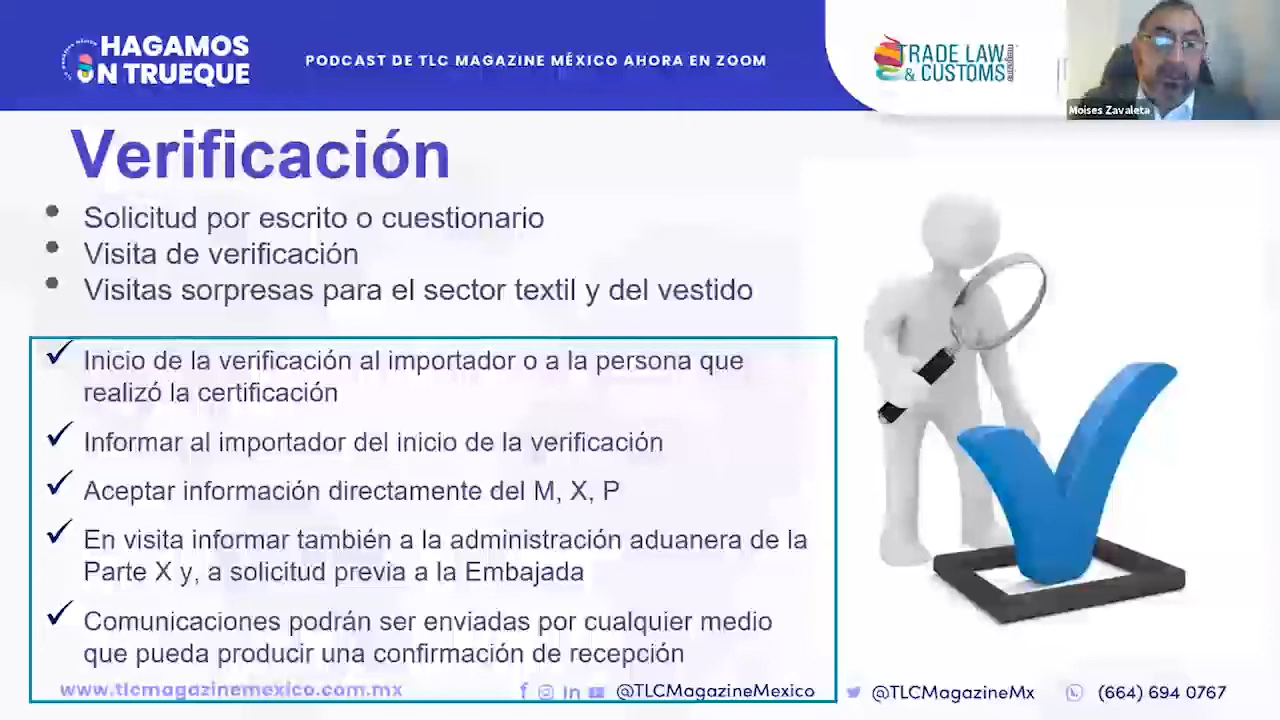 HAGAMOS
UN TRUEQUE
PODCAST DE TLC MAGAZINE MÉXICO AHORA EN ZOOM
TRADE LAW
& CUSTOMS
magazine
Moises Zavaleta
Verificación
• Solicitud por escrito o cuestionario
• Visita de verificación
• Visitas sorpresas para el sector textil y del vestido
✓ Inicio de la verificación al importador o a la persona que
realizó la certificación
✓ Informar al importador del inicio de la verificación
✓ Aceptar información directamente del M, X, P
✓ En visita informar también a la administración aduanera de la
Parte X y, a solicitud previa a la Embajada
✓ Comunicaciones podrán ser enviadas por cualquier medio
que pueda producir una confirmación de recepción
www.tlcmagazinemexico.com.mx @TLCMagazineMexico @TLCMagazineMx (664) 694 0767